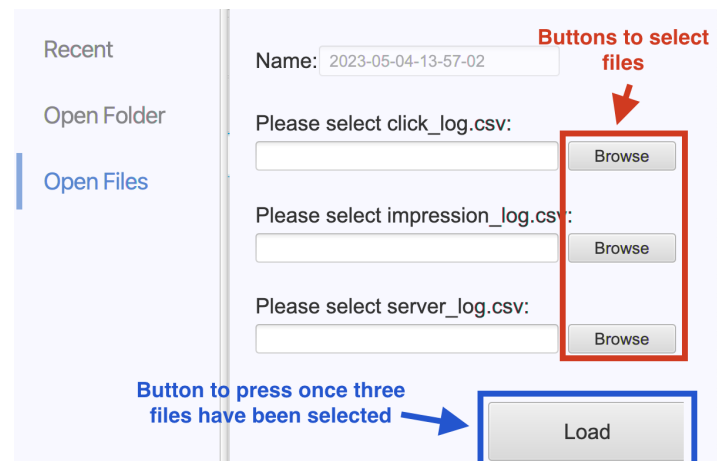 Recent
Open Folder
Open Files
Buttons to select
files
Name: 2023-05-04-13-57-02
Please select click_log.csv:
Browse
Please select impression_log.csv:
Browse
Please select server_log.csv:
Browse
Button to press once three
files have been selected
Load